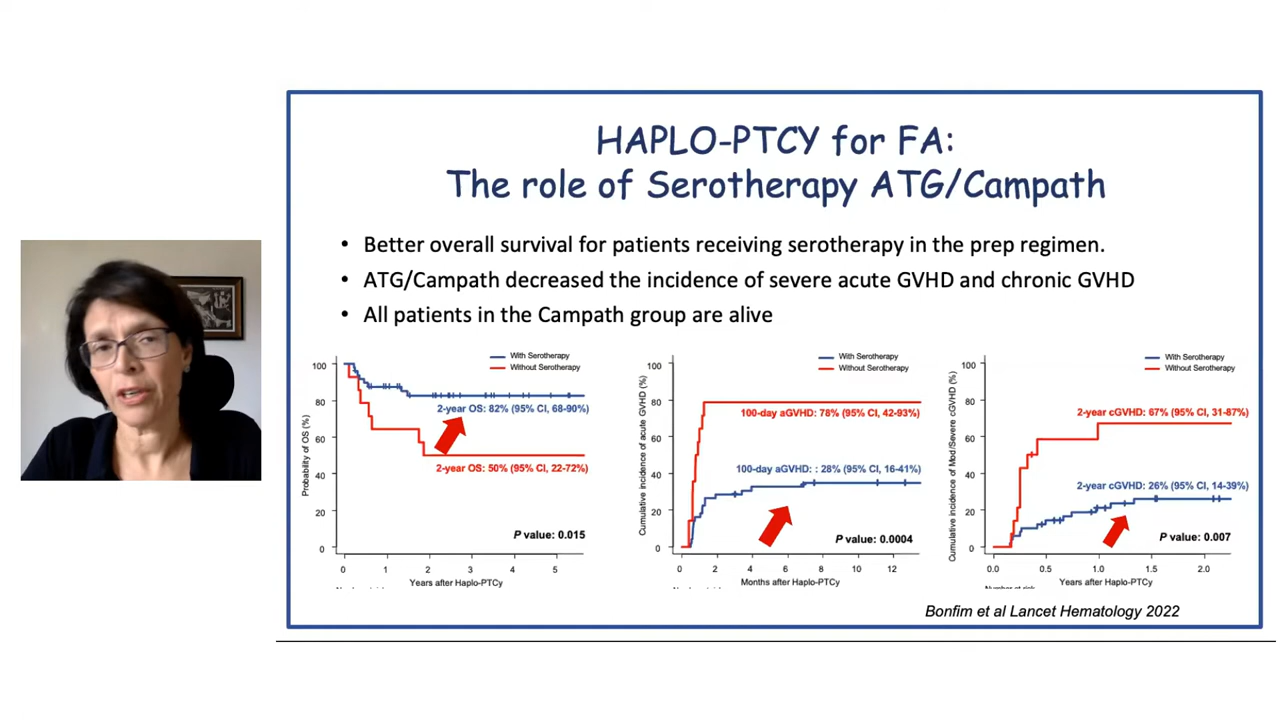 HAPLO-PTCY for FA:
The role of Serotherapy ATG/Campath
• Better overall survival for patients receiving serotherapy in the prep regimen.
• ATG/Campath decreased the incidence of severe acute GVHD and chronic GVHD
• All patients in the Campath group are alive
With Serotherapy
Without Serotherapy
Probability of OS (%)
100
80
60
40
20
0
2-year OS: 82% (95% CI, 68-90%)
2-year OS: 50% (95% CI, 22-72%)
P value: 0.015
0 1 2 3 4 5
Years after Haplo-PTCy
With Serotherapy
Without Serotherapy
Cumulative incidence of acute GVHD (%)
100
80
60
40
20
0
100-day aGVHD: 78% (95% CI, 42-93%)
100-day aGVHD: : 28% (95% CI, 16-41%)
P value: 0.0004
0 2 4 6 8 10 12
Months after Haplo-PTCy
With Serotherapy
Without Serotherapy
Cumulative incidence of Mod/Severe cGVHD (%)
100
80
60
40
20
0
2-year cGVHD: 67% (95% CI, 31-87%)
2-year cGVHD: 26% (95% CI, 14-39%)
P value: 0.007
0.0 0.5 1.0 1.5 2.0
Years after Haplo-PTCy
Bonfim et al Lancet Hematology 2022